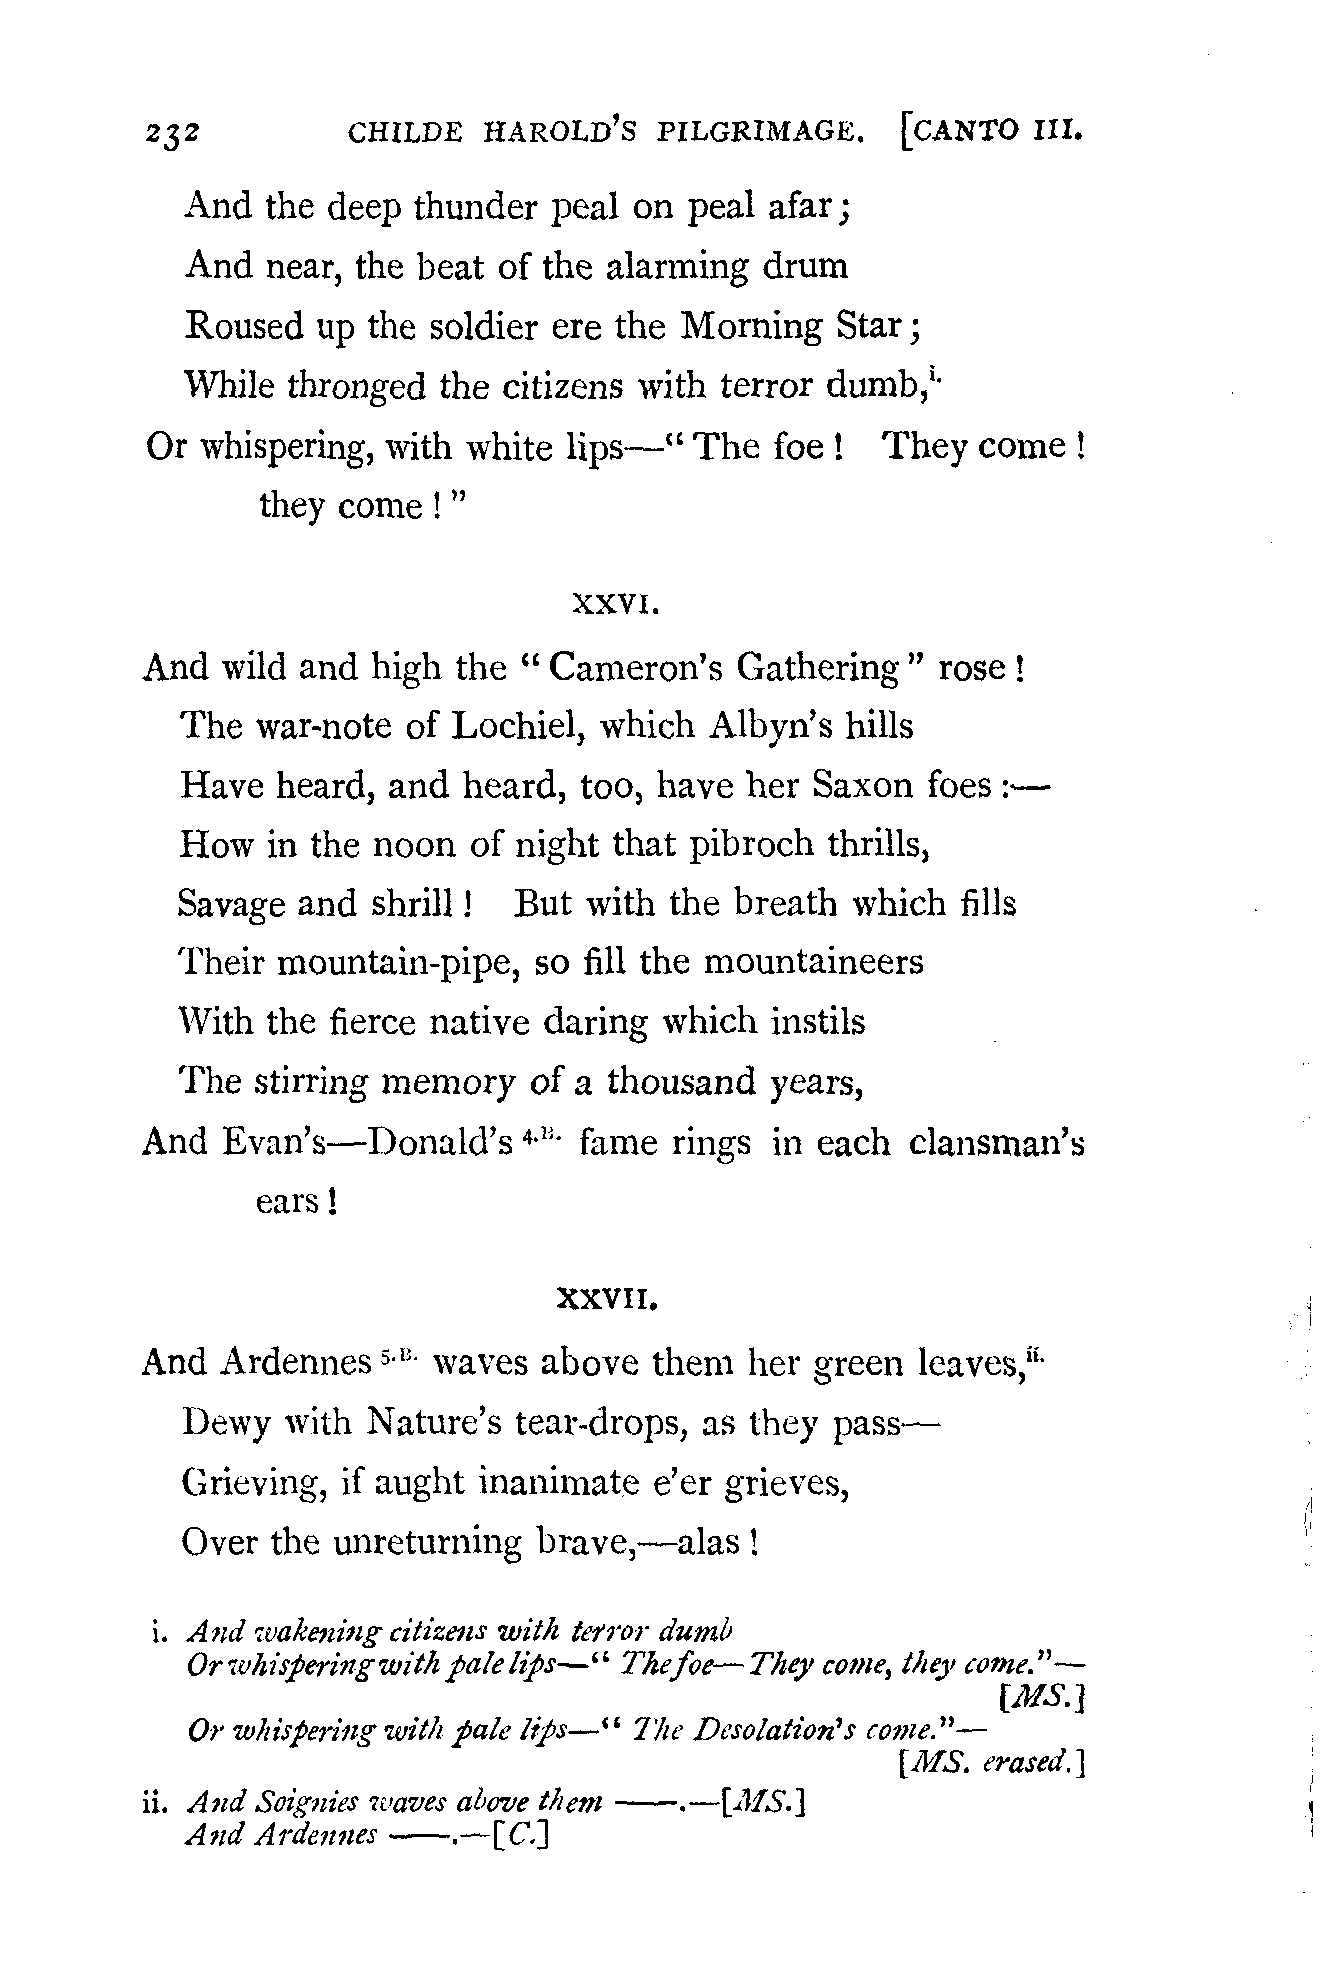 232 CHILDE HAROLD'S PILGRIMAGE. [CANTO III.
And the deep thunder peal on peal afar;
And near, the beat of the alarming drum
Roused up the soldier ere the Morning Star;
While thronged the citizens with terror dumb,i.
Or whispering, with white lips—"The foe! They come!
they come!"
XXVI.
And wild and high the "Cameron's Gathering" rose!
The war-note of Lochiel, which Albyn's hills
Have heard, and heard, too, have her Saxon foes:—
How in the noon of night that pibroch thrills,
Savage and shrill! But with the breath which fills
Their mountain-pipe, so fill the mountaineers
With the fierce native daring which instils
The stirring memory of a thousand years,
And Evan's—Donald's 4.B. fame rings in each clansman's
ears!
XXVII.
And Ardennes 5.B. waves above them her green leaves,ii.
Dewy with Nature's tear-drops, as they pass—
Grieving, if aught inanimate e'er grieves,
Over the unreturning brave,—alas!
i. And wakening citizens with terror dumb
Or whispering with pale lips—"The foe—They come, they come."—
[MS.]
Or whispering with pale lips—"The Desolation's come."—
[MS. erased.]
ii. And Soignies waves above them ——.—[MS.]
And Ardennes ——.—[C.]